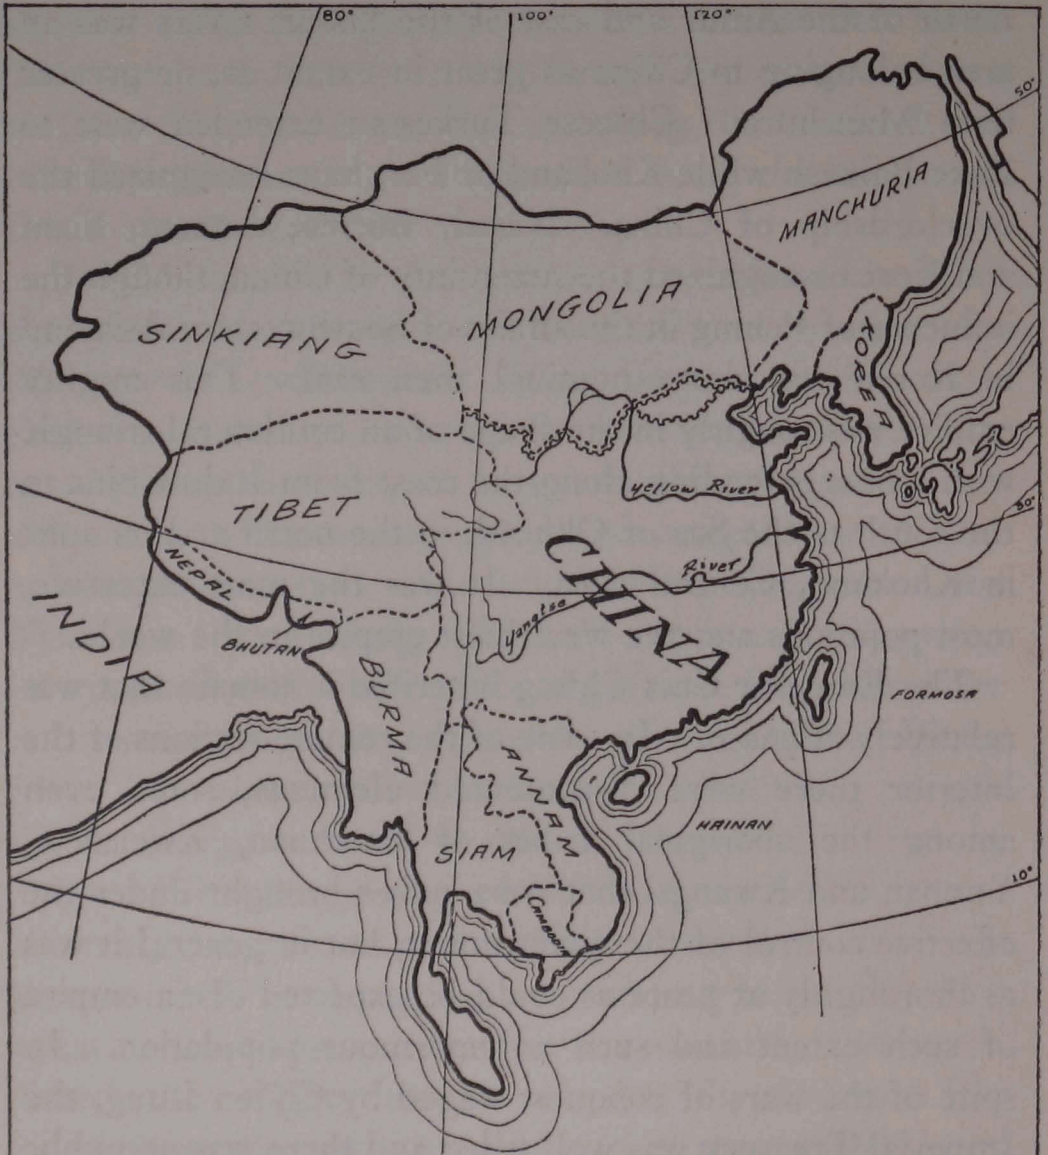 80°
100°
120°
50°
MANCHURIA
MONGOLIA
SINKIANG
KOREA
Yellow River
30°
TIBET
CHINA
River
NEPAL
Yangtse
INDIA
BHUTAN
BURMA
FORMOSA
ANNAM
HAINAN
SIAM
10°
CAMBODIA